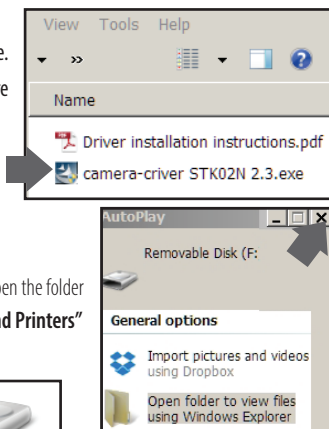 View Tools Help
e.
»
re
Name
Driver installation instructions.pdf
camera-criver STK02N 2.3.exe
AutoPlay
Removable Disk (F:
pen the folder
nd Printers”
General options
Import pictures and videos
using Dropbox
Open folder to view files
using Windows Explorer